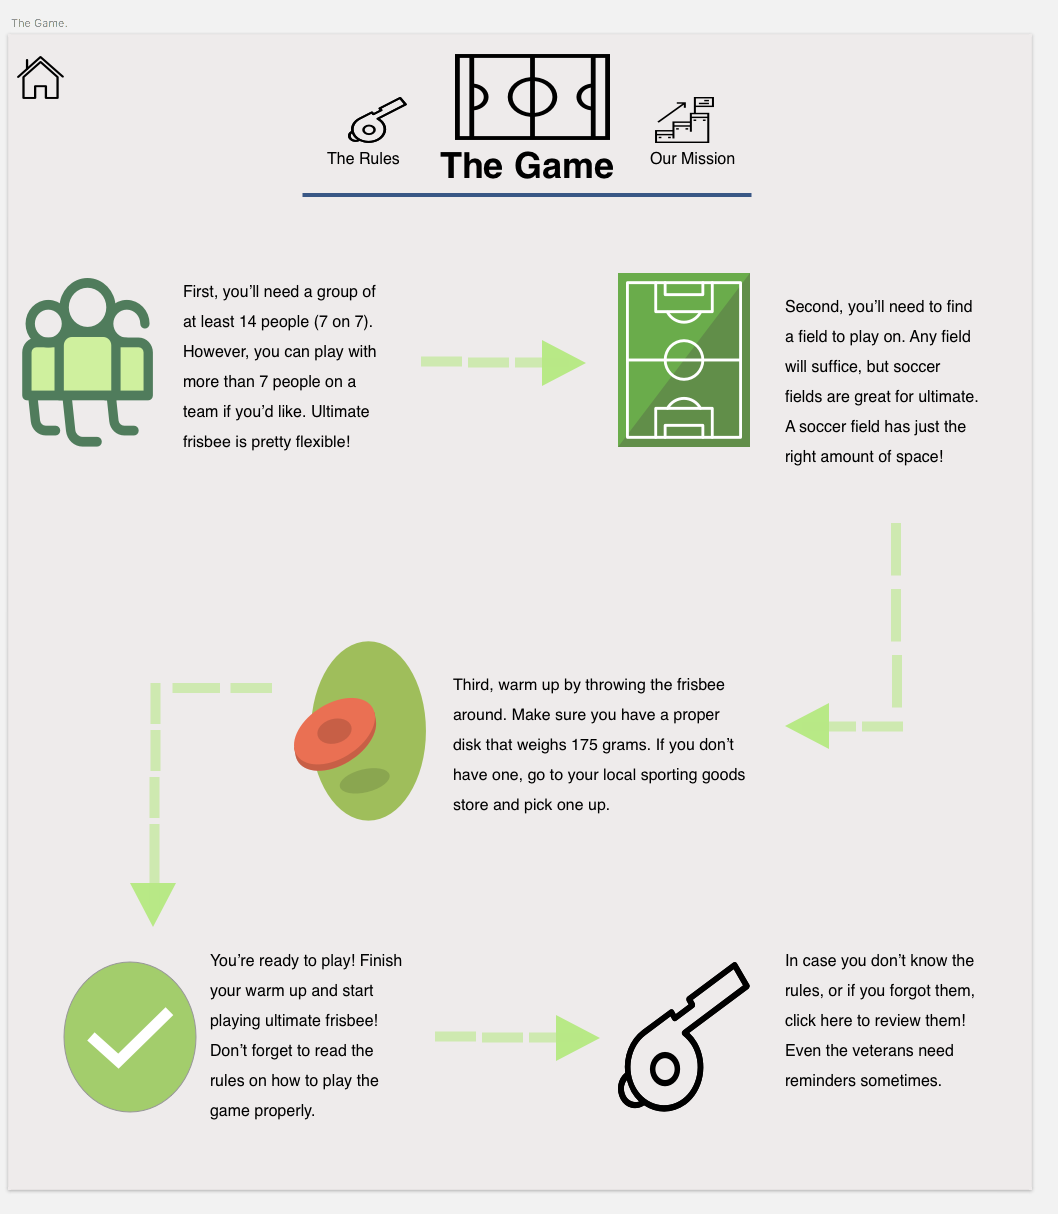 The Game.
The Rules
The Game
Our Mission
First, you’ll need a group of
at least 14 people (7 on 7).
However, you can play with
more than 7 people on a
team if you’d like. Ultimate
frisbee is pretty flexible!
Second, you’ll need to find
a field to play on. Any field
will suffice, but soccer
fields are great for ultimate.
A soccer field has just the
right amount of space!
Third, warm up by throwing the frisbee
around. Make sure you have a proper
disk that weighs 175 grams. If you don’t
have one, go to your local sporting goods
store and pick one up.
You’re ready to play! Finish
your warm up and start
playing ultimate frisbee!
Don’t forget to read the
rules on how to play the
game properly.
In case you don’t know the
rules, or if you forgot them,
click here to review them!
Even the veterans need
reminders sometimes.